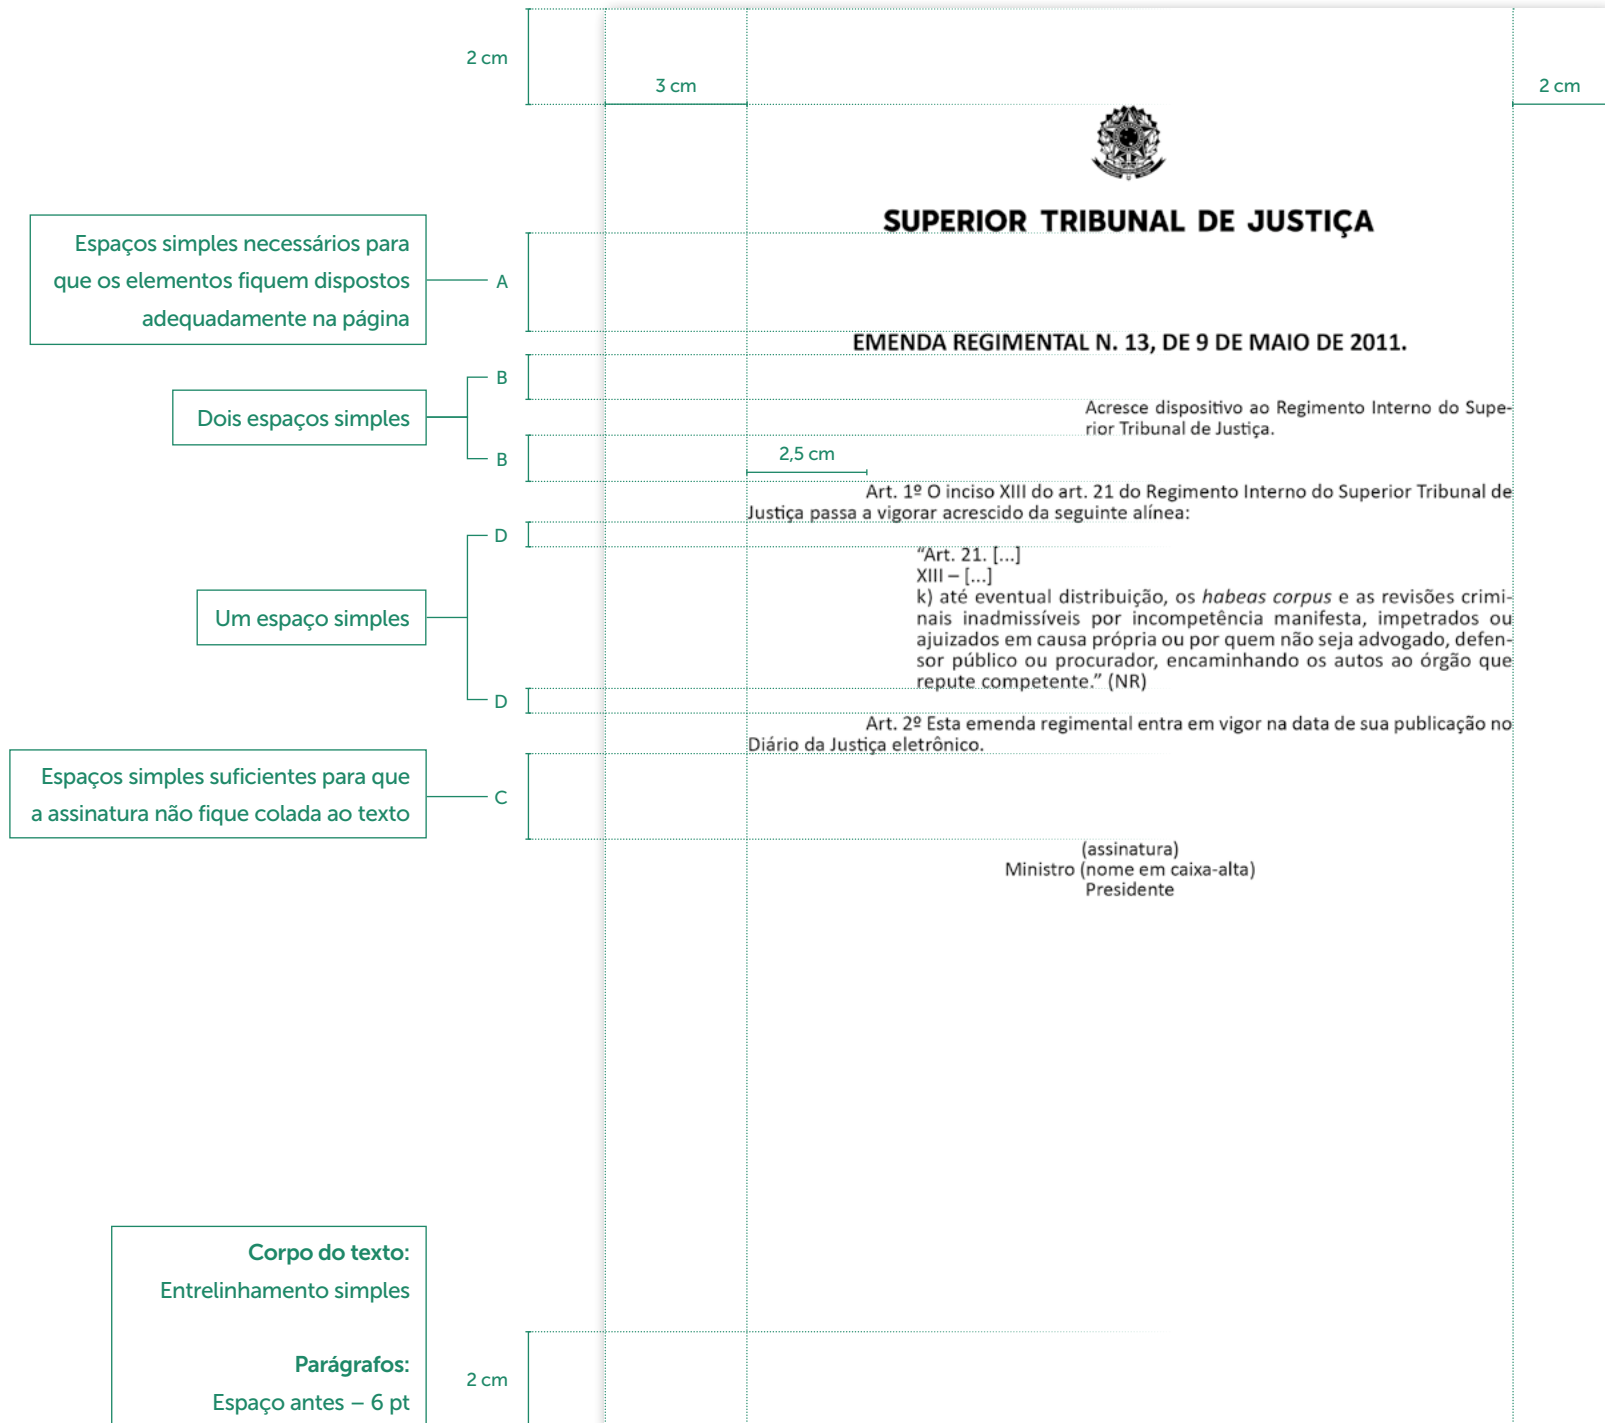 2 cm
3 cm
2 cm
SUPERIOR TRIBUNAL DE JUSTIÇA
Espaços simples necessários para
que os elementos fiquem dispostos
adequadamente na página
A
EMENDA REGIMENTAL N. 13, DE 9 DE MAIO DE 2011.
B
Dois espaços simples
B
Acresce dispositivo ao Regimento Interno do Supe-
rior Tribunal de Justiça.
2,5 cm
Art. 1º O inciso XIII do art. 21 do Regimento Interno do Superior Tribunal de
Justiça passa a vigorar acrescido da seguinte alínea:
D
Um espaço simples
D
“Art. 21. [...]
XIII – [...]
k) até eventual distribuição, os habeas corpus e as revisões crimi-
nais inadmissíveis por incompetência manifesta, impetrados ou
ajuizados em causa própria ou por quem não seja advogado, defen-
sor público ou procurador, encaminhando os autos ao órgão que
repute competente.” (NR)
Art. 2º Esta emenda regimental entra em vigor na data de sua publicação no
Diário da Justiça eletrônico.
Espaços simples suficientes para que
a assinatura não fique colada ao texto
C
(assinatura)
Ministro (nome em caixa-alta)
Presidente
Corpo do texto:
Entrelinhamento simples
Parágrafos:
Espaço antes – 6 pt
2 cm